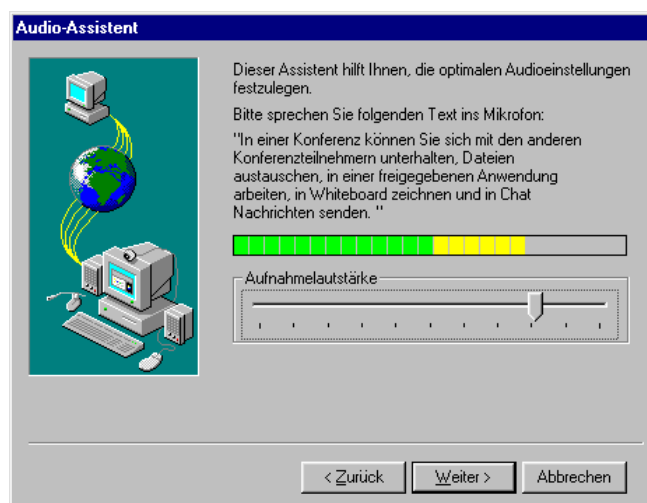 Audio-Assistent
Dieser Assistent hilft Ihnen, die optimalen Audioeinstellungen
festzulegen.
Bitte sprechen Sie folgenden Text ins Mikrofon:
"In einer Konferenz können Sie sich mit den anderen
Konferenzteilnehmern unterhalten, Dateien
austauschen, in einer freigegebenen Anwendung
arbeiten, in Whiteboard zeichnen und in Chat
Nachrichten senden. "
Aufnahmelautstärke
< Zurück
Weiter >
Abbrechen